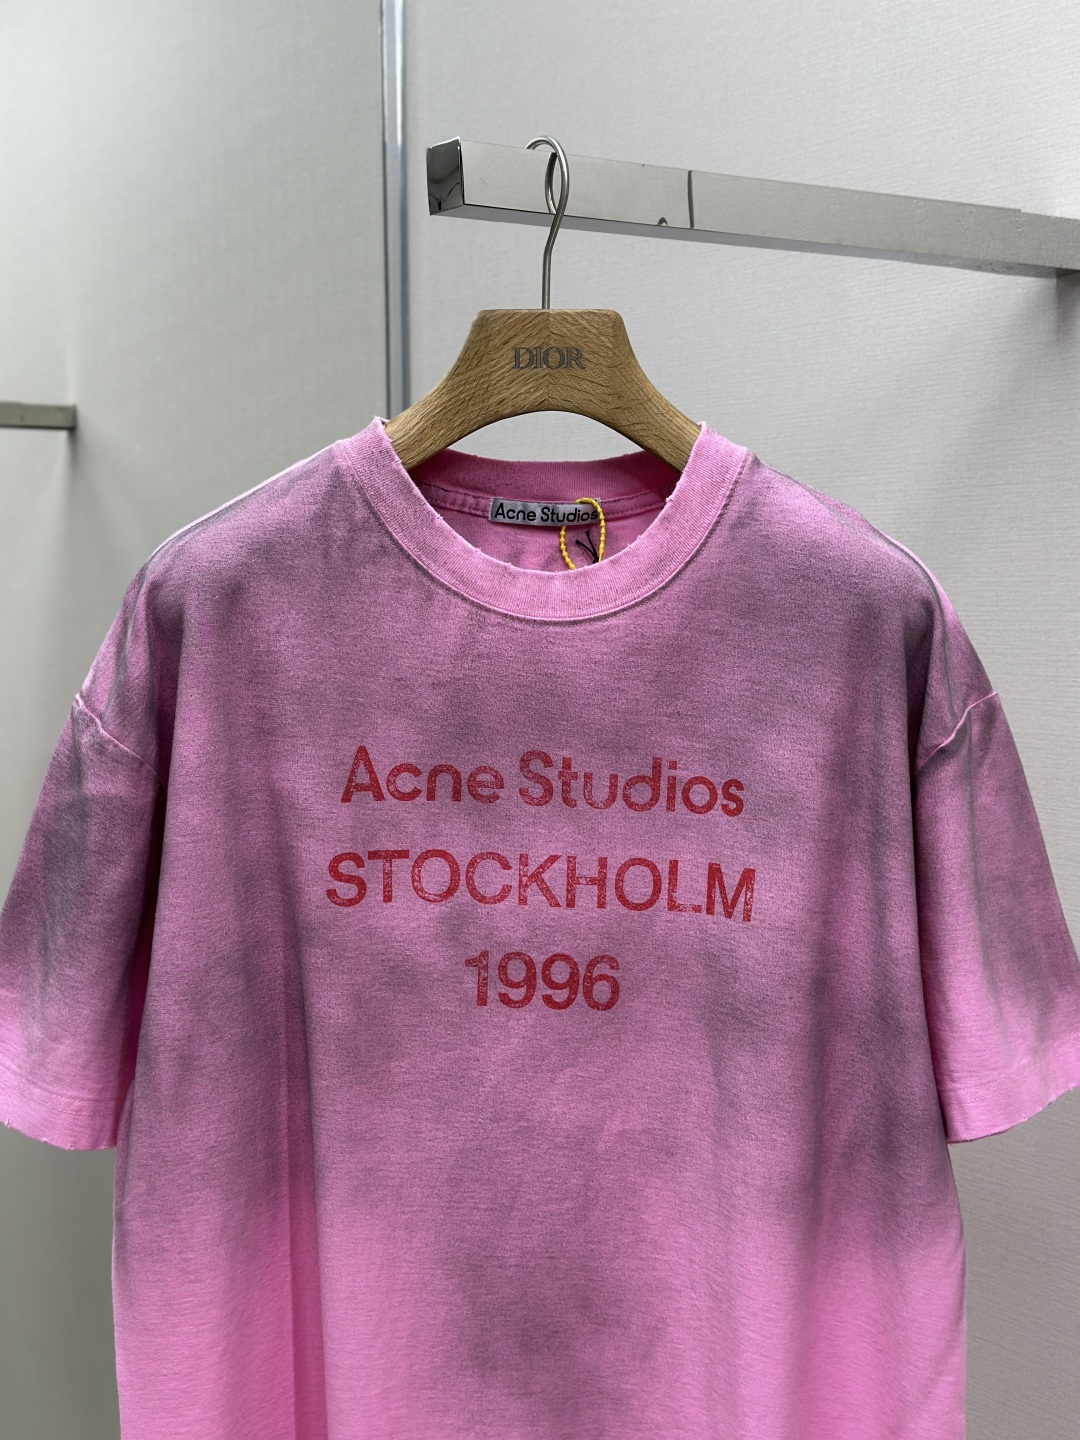 DIOR
Acne Studios
Acne Studios
STOCKHOLM
1996